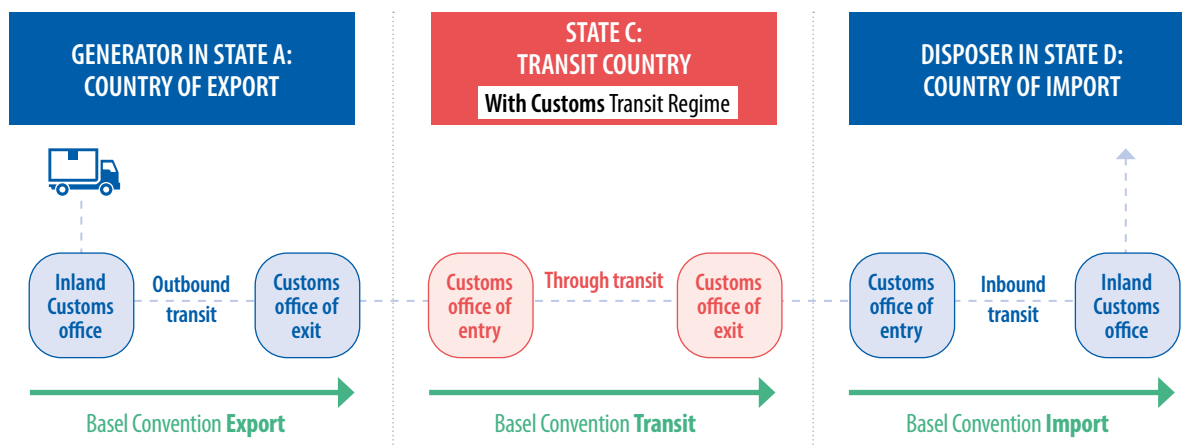 GENERATOR IN STATE A:
COUNTRY OF EXPORT
STATE C:
TRANSIT COUNTRY
With Customs Transit Regime
DISPOSER IN STATE D:
COUNTRY OF IMPORT
Inland
Customs
office
Outbound
transit
Customs
office of
exit
Customs
office of
entry
Through transit
Customs
office of
exit
Customs
office of
entry
Inbound
transit
Inland
Customs
office
Basel Convention Export
Basel Convention Transit
Basel Convention Import